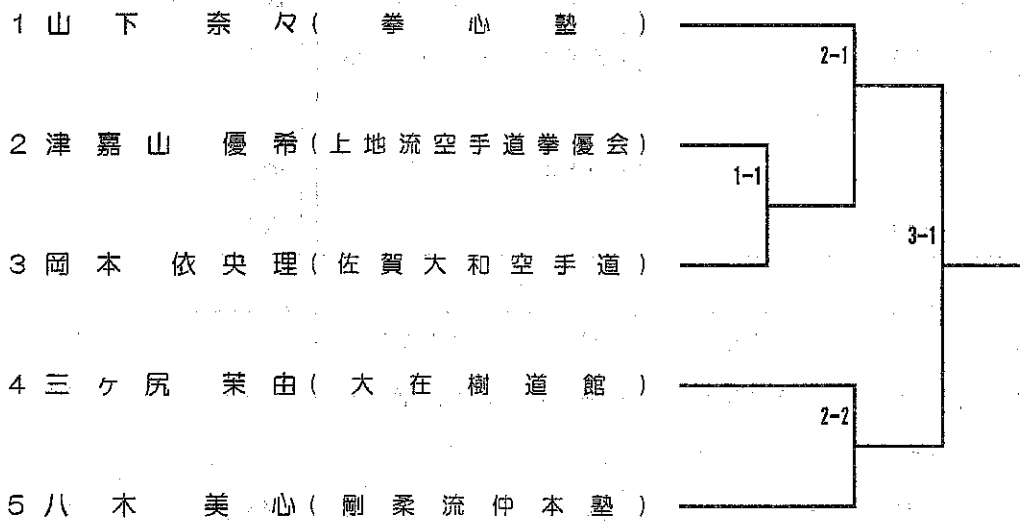 1 山下 奈々 (拳心塾)
2-1
2 津嘉山 優希 (上地流空手道拳優会)
1-1
3-1
3 岡本 依央理 (佐賀大和空手道)
4 三ヶ尻 茉由 (大在樹道館)
2-2
5 八木 美心 (剛柔流仲本塾)